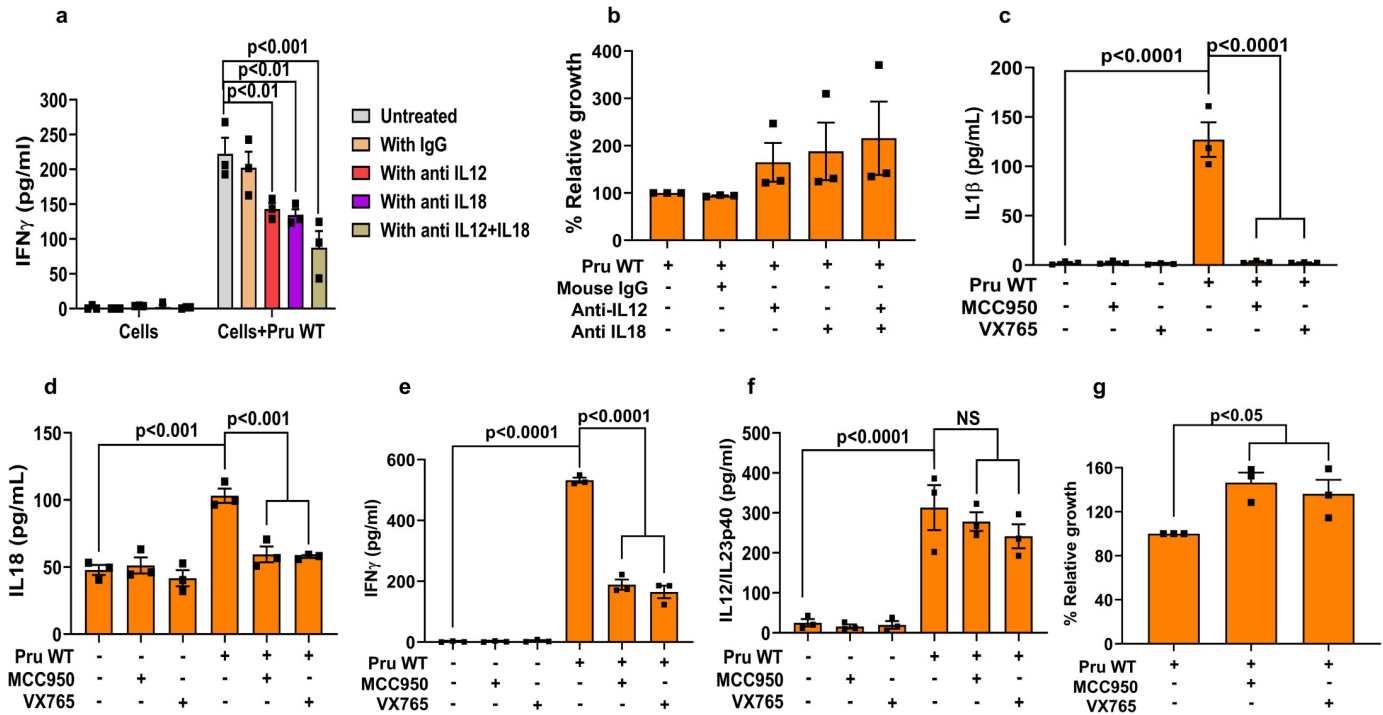 a
p<0.001
p<0.01
p<0.01
IFNγ (pg/ml)
300
250
200
150
100
50
0
Cells
Cells+Pru WT
Untreated
With IgG
With anti IL12
With anti IL18
With anti IL12+IL18
b
% Relative growth
400
300
200
100
0
Pru WT + + + + +
Mouse IgG - + - - -
Anti-IL12 - - + - +
Anti IL18 - - - + +
c
p<0.0001
p<0.0001
IL1β (pg/mL)
200
150
100
50
0
Pru WT - - - + + +
MCC950 - + - - + -
VX765 - - + - - +
d
p<0.001
p<0.001
IL18 (pg/mL)
150
100
50
0
Pru WT - - - + + +
MCC950 - + - - + -
VX765 - - + - - +
e
p<0.0001
p<0.0001
IFNγ (pg/ml)
600
400
200
0
Pru WT - - - + + +
MCC950 - + - - + -
VX765 - - + - - +
f
NS
p<0.0001
IL12/IL23p40 (pg/ml)
500
400
300
200
100
0
Pru WT - - - + + +
MCC950 - + - - + -
VX765 - - + - - +
g
p<0.05
% Relative growth
160
120
80
40
0
Pru WT + + +
MCC950 - + -
VX765 - - +